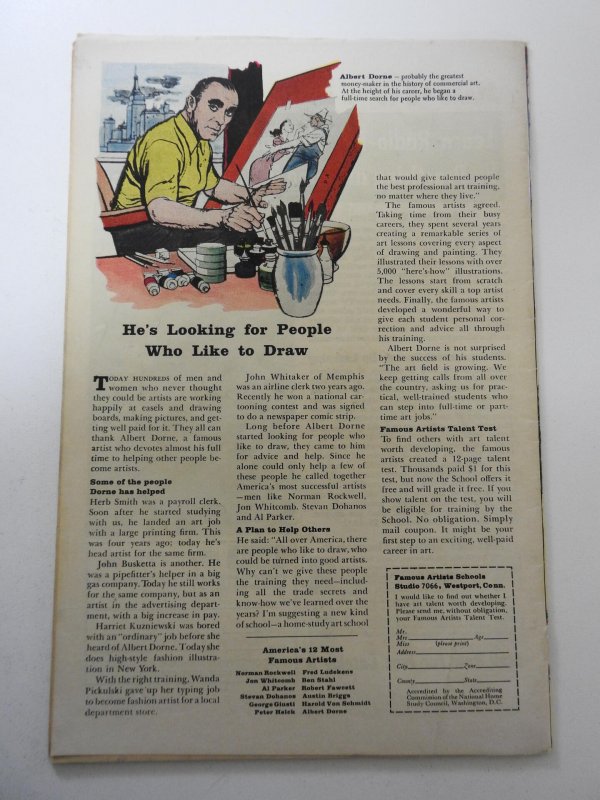 Albert Dorne – probably the greatest
money-maker in the history of commercial art.
At the height of his career, he began a
full-time search for people who like to draw.
He's Looking for People
Who Like to Draw
TODAY HUNDREDS of men and
women who never thought
they could be artists are working
happily at easels and drawing
boards, making pictures, and get-
ting well paid for it. They all can
thank Albert Dorne, a famous
artist who devotes almost his full
time to helping other people be-
come artists.
Some of the people
Dorne has helped
Herb Smith was a payroll clerk.
Soon after he started studying
with us, he landed an art job
with a large printing firm. This
was four years ago: today he's
head artist for the same firm.
John Busketta is another. He
was a pipefitter's helper in a big
gas company. Today he still works
for the same company, but as an
artist in the advertising depart-
ment, with a big increase in pay.
Harriet Kuzniewski was bored
with an "ordinary" job before she
heard of Albert Dorne. Today she
does high-style fashion illustra-
tion in New York.
With the right training, Wanda
Pickulski gave up her typing job
to become fashion artist for a local
department store.
John Whitaker of Memphis
was an airline clerk two years ago.
Recently he won a national car-
tooning contest and was signed
to do a newspaper comic strip.
Long before Albert Dorne
started looking for people who
like to draw, they came to him
for advice and help. Since he
alone could only help a few of
these people he called together
America's most successful artists
—men like Norman Rockwell,
Jon Whitcomb, Stevan Dohanos
and Al Parker.
A Plan to Help Others
He said: "All over America, there
are people who like to draw, who
could be turned into good artists.
Why can't we give these people
the training they need—includ-
ing all the trade secrets and
know-how we've learned over the
years? I'm suggesting a new kind
of school—a home-study art school
America's 12 Most
Famous Artists
Norman Rockwell Fred Ludekens
Jon Whitcomb Ben Stahl
Al Parker Robert Fawcett
Stevan Dohanos Austin Briggs
George Giusti Harold Von Schmidt
Peter Helck Albert Dorne
that would give talented people
the best professional art training,
no matter where they live."
The famous artists agreed.
Taking time from their busy
careers, they spent several years
creating a remarkable series of
art lessons covering every aspect
of drawing and painting. They
illustrated their lessons with over
5,000 "here's-how" illustrations.
The lessons start from scratch
and cover every skill a top artist
needs. Finally, the famous artists
developed a wonderful way to
give each student personal cor-
rection and advice all through
his training.
Albert Dorne is not surprised
by the success of his students.
"The art field is growing. We
keep getting calls from all over
the country, asking us for prac-
tical, well-trained students who
can step into full-time or part-
time art jobs."
Famous Artists Talent Test
To find others with art talent
worth developing, the famous
artists created a 12-page talent
test. Thousands paid $1 for this
test, but now the School offers it
free and will grade it free. If you
show talent on the test, you will
be eligible for training by the
School. No obligation. Simply
mail coupon. It might be your
first step to an exciting, well-paid
career in art.
Famous Artists Schools
Studio 7066, Westport, Conn.
I would like to find out whether I
have art talent worth developing.
Please send me, without obligation,
your Famous Artists Talent Test.
Mr.
Mrs. Age
Miss (please print)
Address
City Zone
County State
Accredited by the Accrediting
Commission of the National Home
Study Council, Washington, D.C.